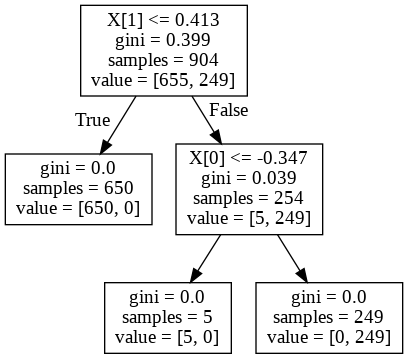 X[1] <= 0.413
gini = 0.399
samples = 904
value = [655, 249]
True
False
gini = 0.0
samples = 650
value = [650, 0]
X[0] <= -0.347
gini = 0.039
samples = 254
value = [5, 249]
gini = 0.0
samples = 5
value = [5, 0]
gini = 0.0
samples = 249
value = [0, 249]